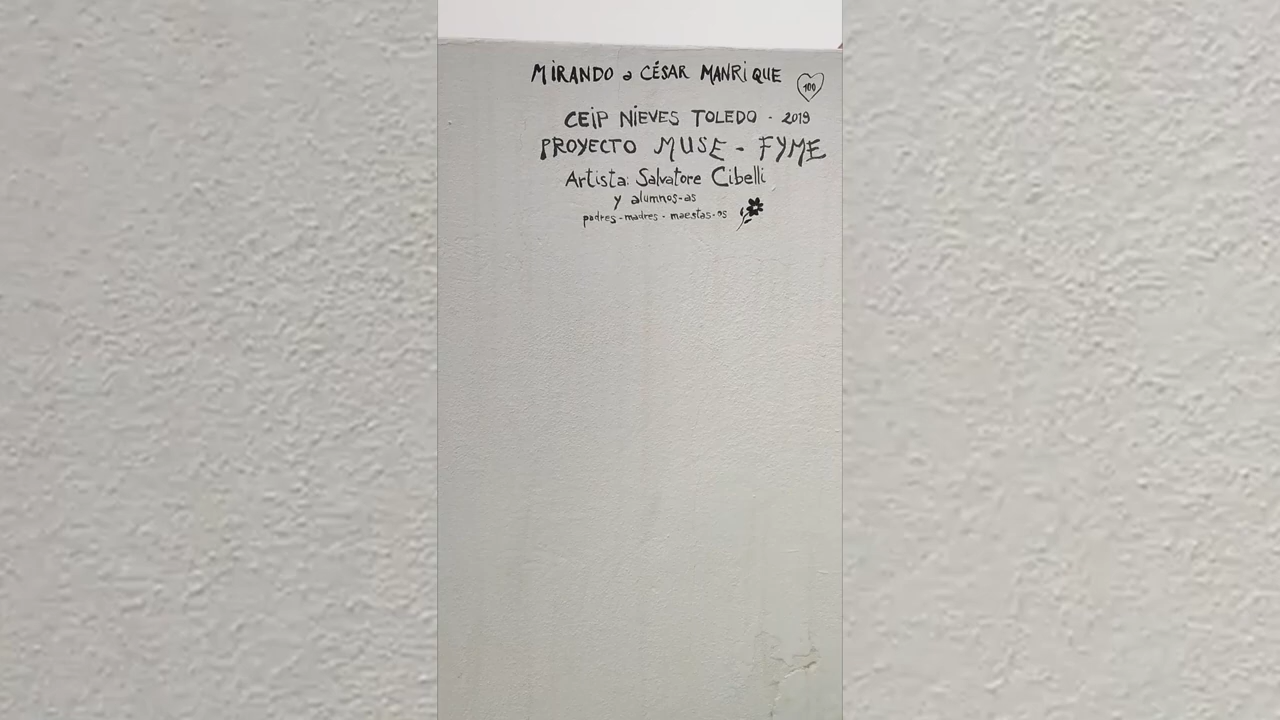 MiRANDO a CÉSAR MANRiQUE 100
CEiP NiEVES TOLEDO - 2019
PROYECTO MUSE - FYME
Artista: Salvatore Cibelli
y alumnos-as
padres-madres - maestas-os